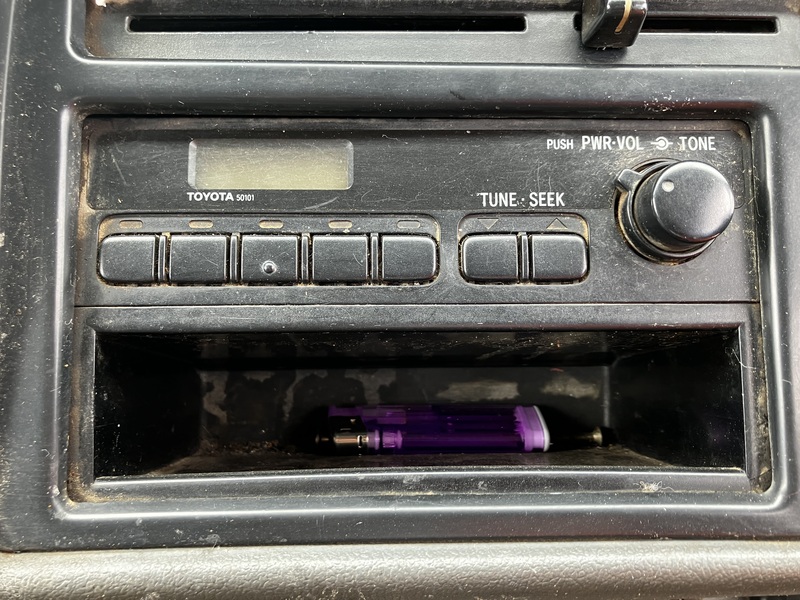 PUSH PWR·VOL TONE
TOYOTA 50101
TUNE · SEEK